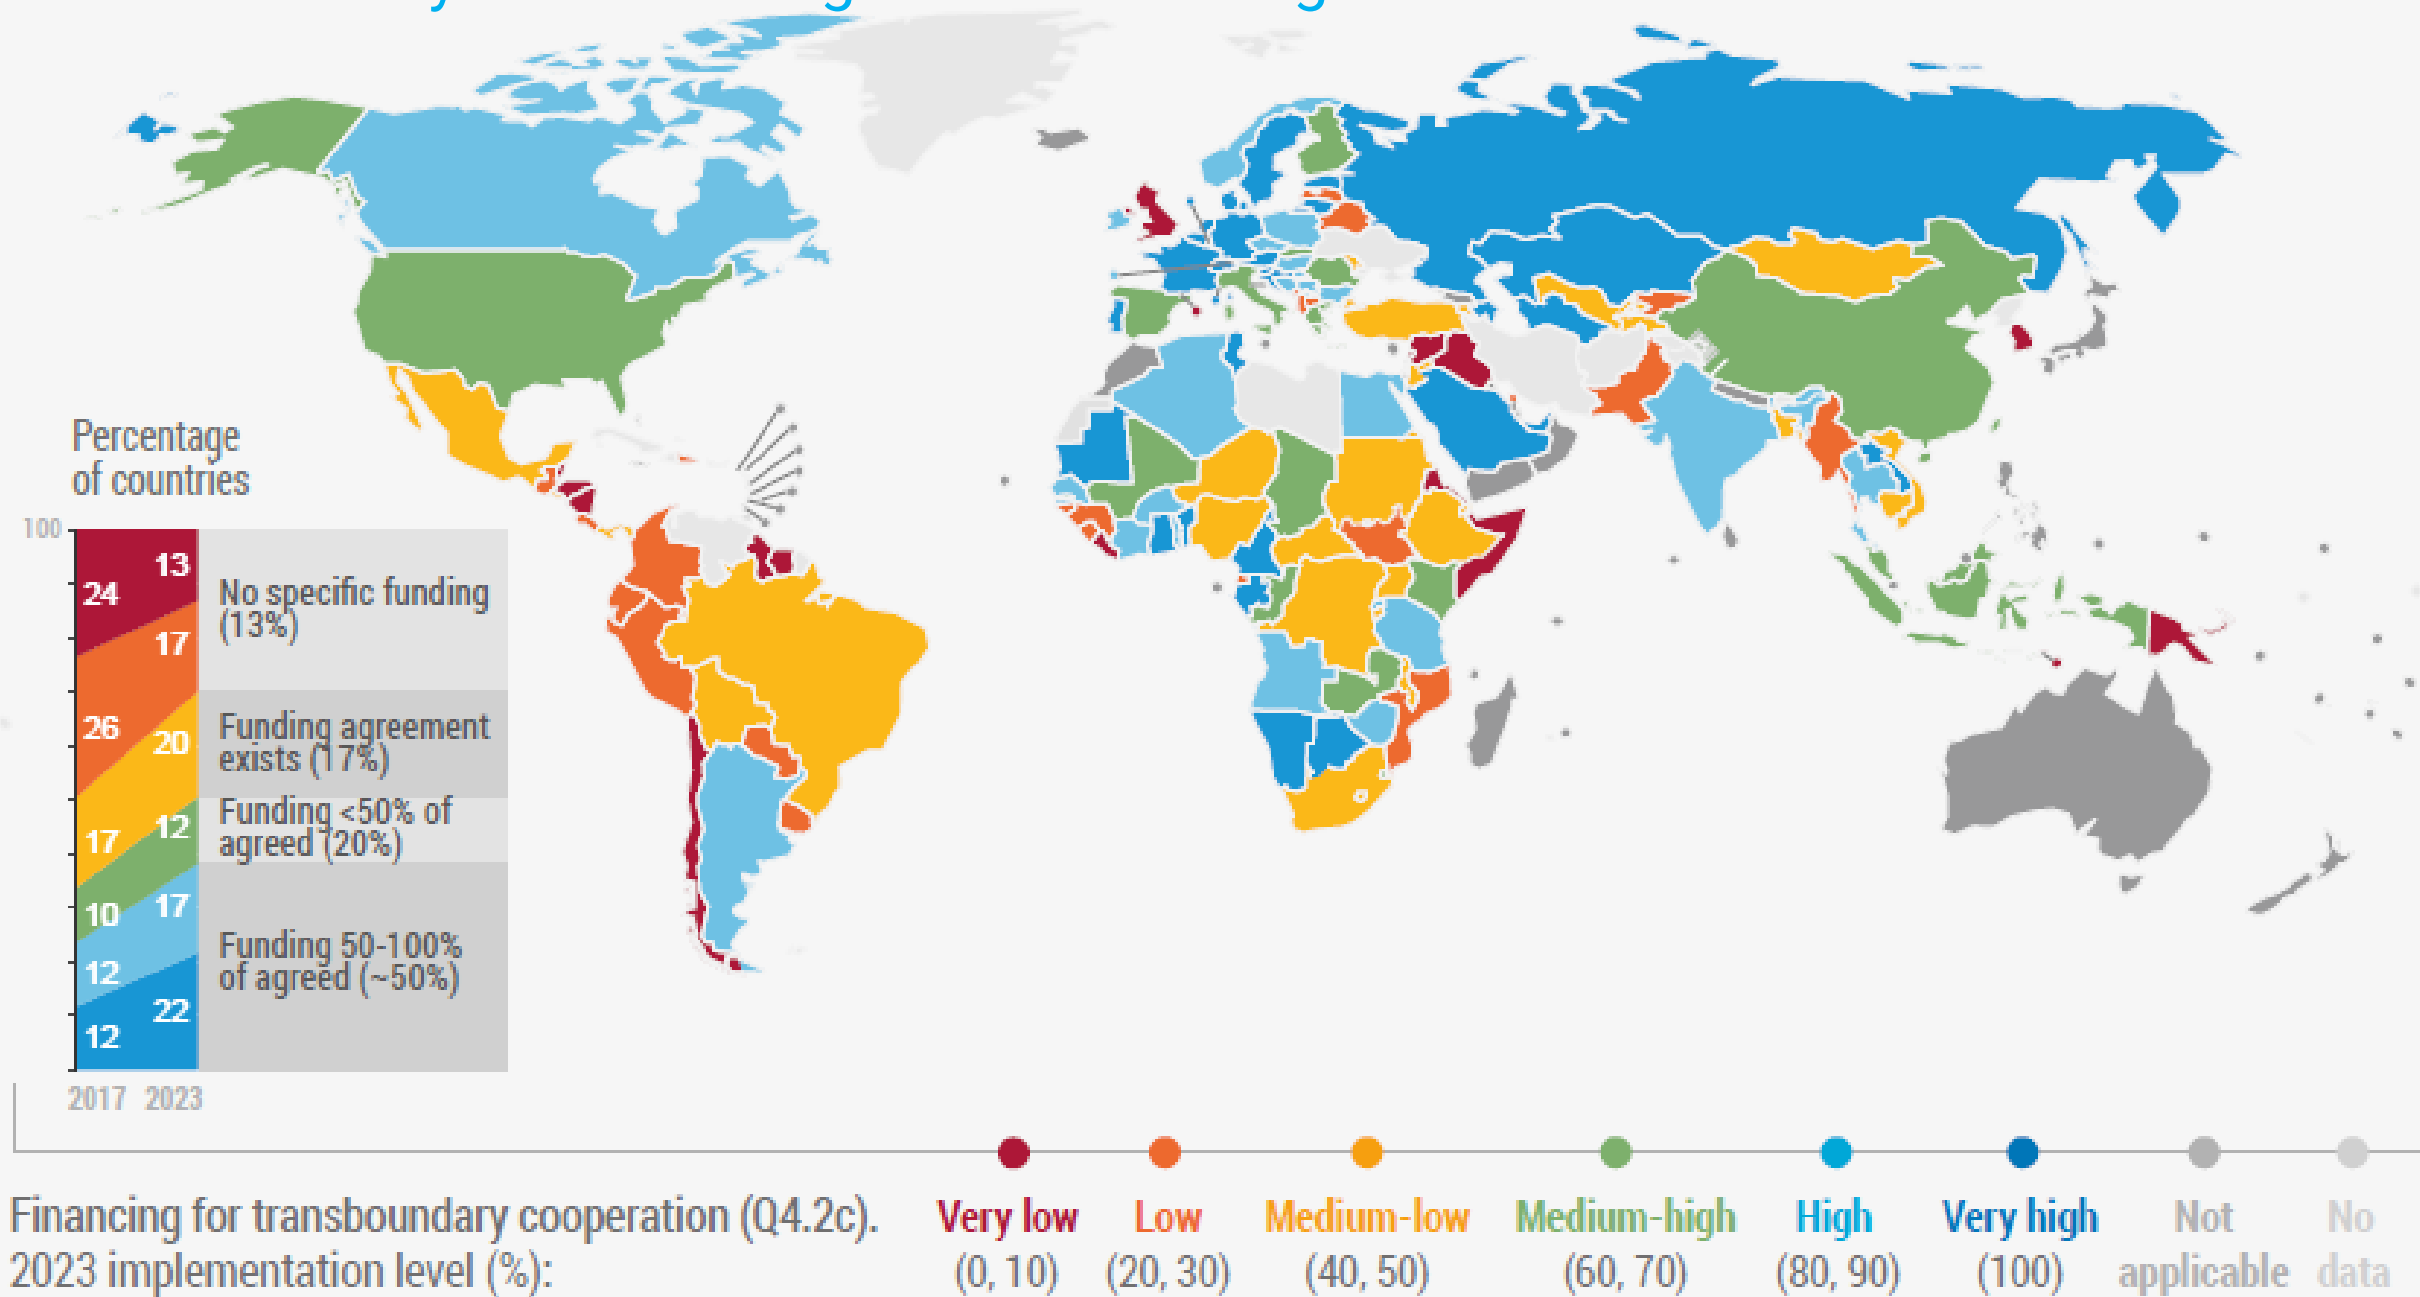 Percentage
of countries
100
13
24
17
26
20
12
17
10
17
12
22
12
No specific funding
(13%)
Funding agreement
exists (17%)
Funding <50% of
agreed (20%)
Funding 50-100%
of agreed (~50%)
2017 2023
Financing for transboundary cooperation (Q4.2c).
2023 implementation level (%):
Very low
(0, 10)
Low
(20, 30)
Medium-low
(40, 50)
Medium-high
(60, 70)
High
(80, 90)
Very high
(100)
Not
applicable
No
data